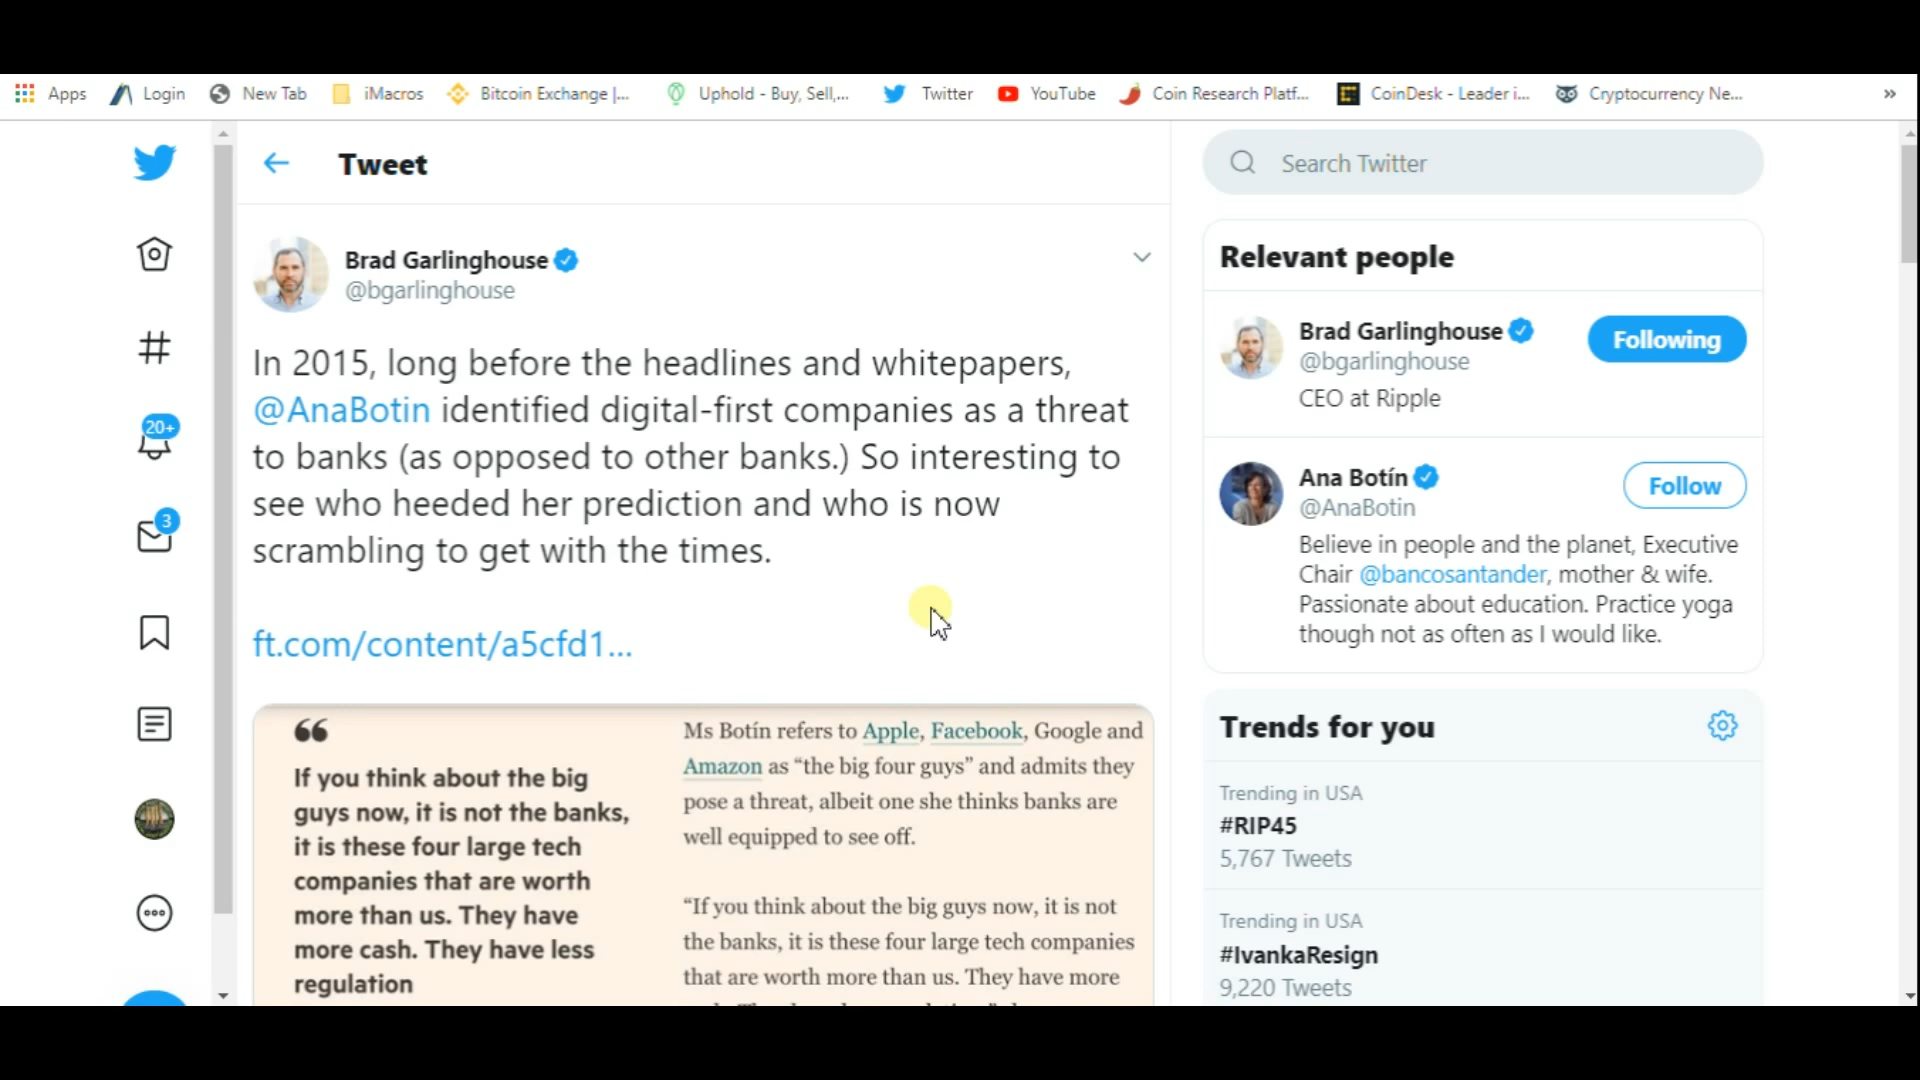 Apps Login New Tab iMacros Bitcoin Exchange |... Uphold - Buy, Sell,... Twitter YouTube Coin Research Platf... CoinDesk - Leader i... Cryptocurrency Ne... »
Tweet
Brad Garlinghouse
@bgarlinghouse
In 2015, long before the headlines and whitepapers,
@AnaBotin identified digital-first companies as a threat
to banks (as opposed to other banks.) So interesting to
see who heeded her prediction and who is now
scrambling to get with the times.
ft.com/content/a5cfd1...
“
If you think about the big
guys now, it is not the banks,
it is these four large tech
companies that are worth
more than us. They have
more cash. They have less
regulation
Ms Botín refers to Apple, Facebook, Google and
Amazon as “the big four guys” and admits they
pose a threat, albeit one she thinks banks are
well equipped to see off.
“If you think about the big guys now, it is not
the banks, it is these four large tech companies
that are worth more than us. They have more
20+
3
Search Twitter
Relevant people
Brad Garlinghouse
@bgarlinghouse
CEO at Ripple
Following
Ana Botín
@AnaBotin
Follow
Believe in people and the planet, Executive
Chair @bancosantander, mother & wife.
Passionate about education. Practice yoga
though not as often as I would like.
Trends for you
Trending in USA
#RIP45
5,767 Tweets
Trending in USA
#IvankaResign
9,220 Tweets